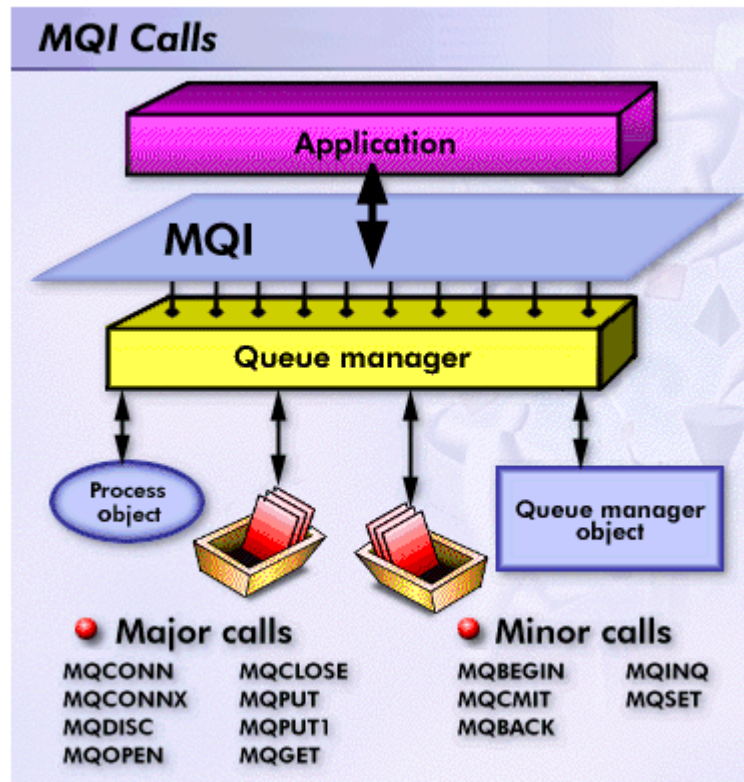 MQI Calls
Application
MQI
Queue manager
Process
object
Queue manager
object
Major calls
MQCONN
MQCONNX
MQDISC
MQOPEN
MQCLOSE
MQPUT
MQPUT1
MQGET
Minor calls
MQBEGIN
MQCMIT
MQBACK
MQINQ
MQSET